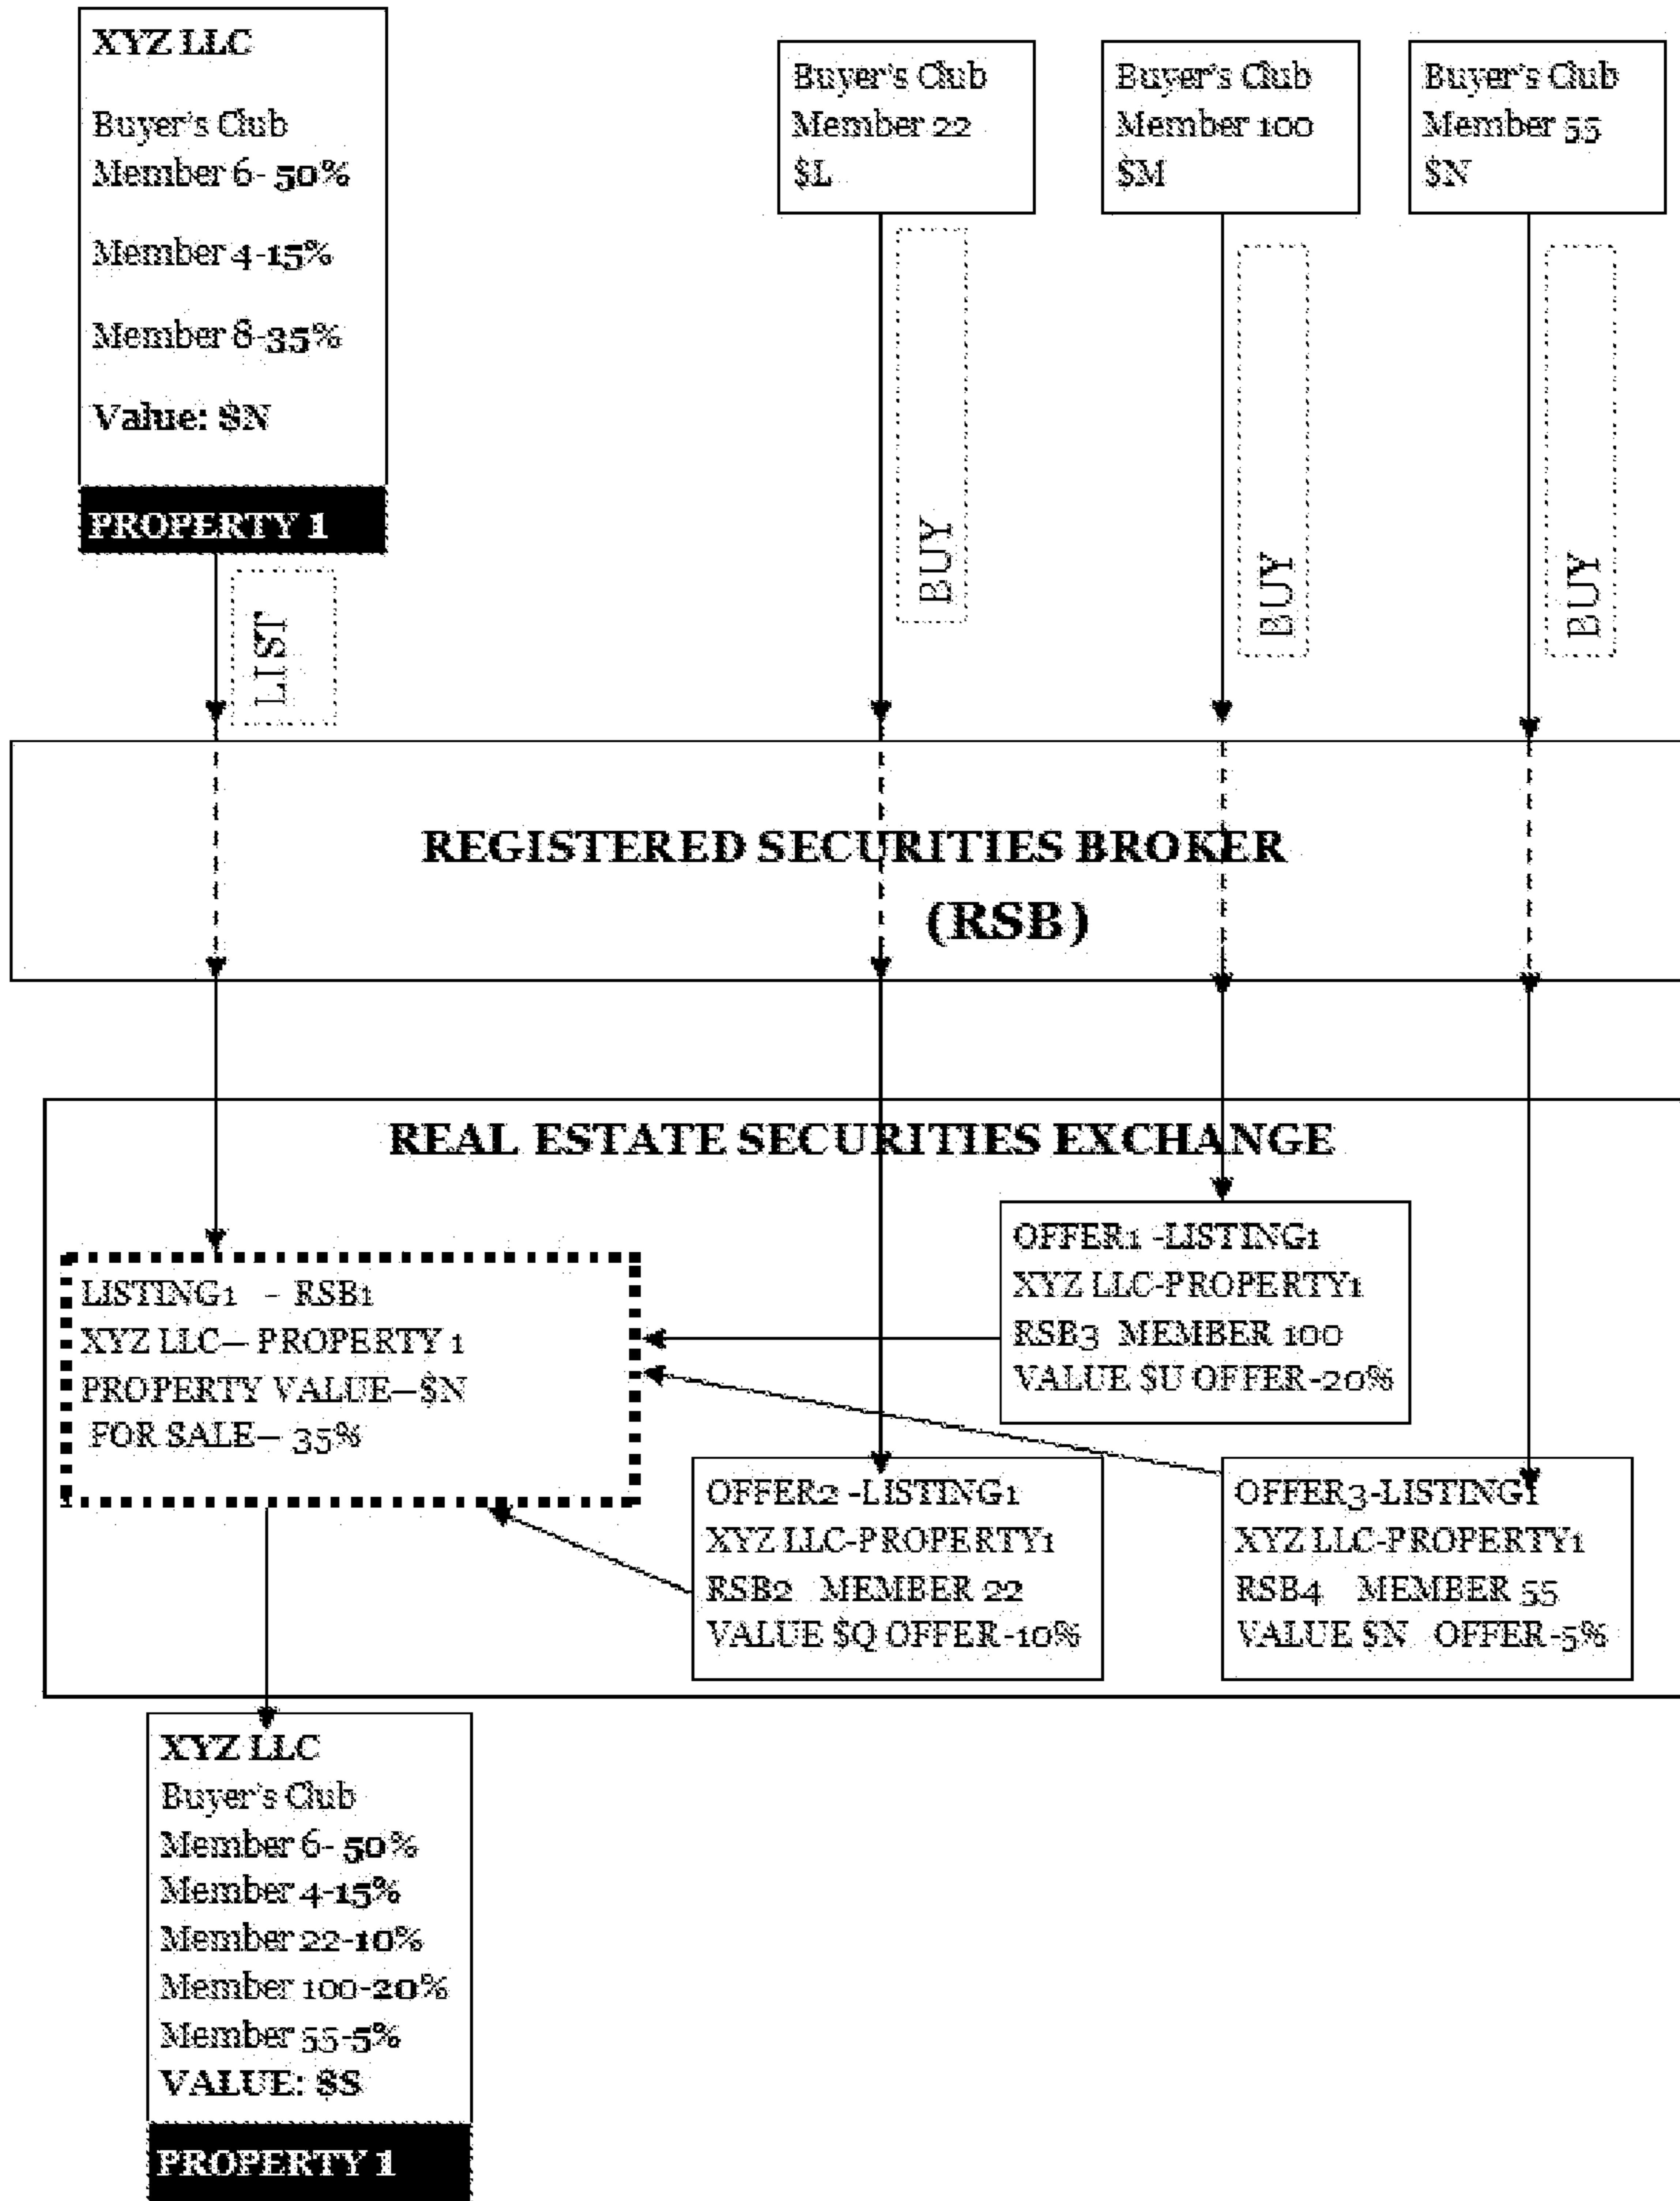 XYZ LLC
Buyer's Club
Member 6- 50%
Member 4-15%
Member 8-35%
Value: $N
PROPERTY 1
Buyer's Club
Member 22
$L
Buyer's Club
Member 100
$M
Buyer's Club
Member 55
$N
LIST
BUY
BUY
BUY
REGISTERED SECURITIES BROKER
(RSB)
REAL ESTATE SECURITIES EXCHANGE
LISTING1 - RSB1
XYZ LLC– PROPERTY 1
PROPERTY VALUE–$N
FOR SALE– 35%
OFFER1 -LISTING1
XYZ LLC-PROPERTY1
RSB3 MEMBER 100
VALUE $U OFFER-20%
OFFER2 -LISTING1
XYZ LLC-PROPERTY1
RSB2 MEMBER 22
VALUE $Q OFFER-10%
OFFER3-LISTING1
XYZ LLC-PROPERTY1
RSB4 MEMBER 55
VALUE $N OFFER-5%
XYZ LLC
Buyer's Club
Member 6- 50%
Member 4-15%
Member 22-10%
Member 100-20%
Member 55-5%
VALUE: $S
PROPERTY 1